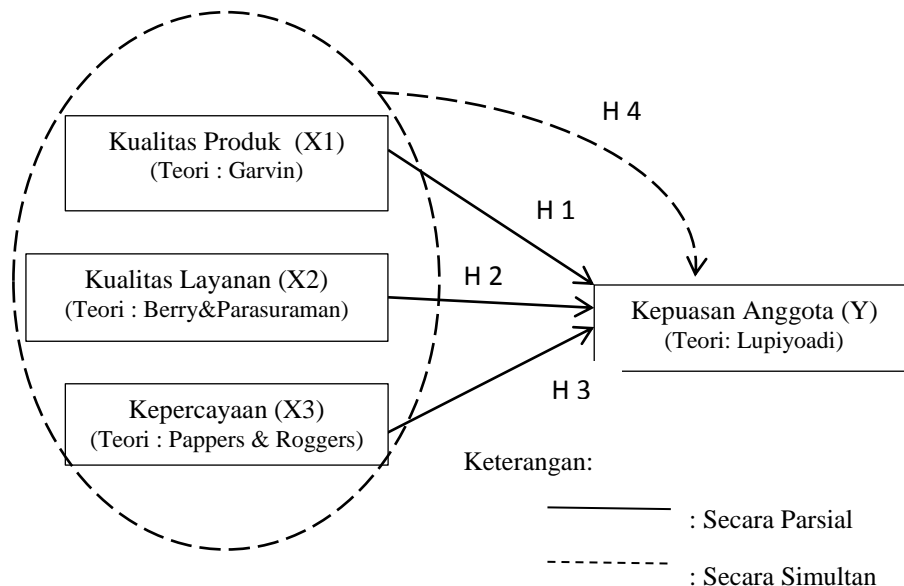 H 4
Kualitas Produk (X1)
(Teori : Garvin)
H 1
Kualitas Layanan (X2)
(Teori : Berry&Parasuraman)
H 2
Kepuasan Anggota (Y)
(Teori: Lupiyoadi)
H 3
Kepercayaan (X3)
(Teori : Pappers & Roggers)
Keterangan:
: Secara Parsial
: Secara Simultan